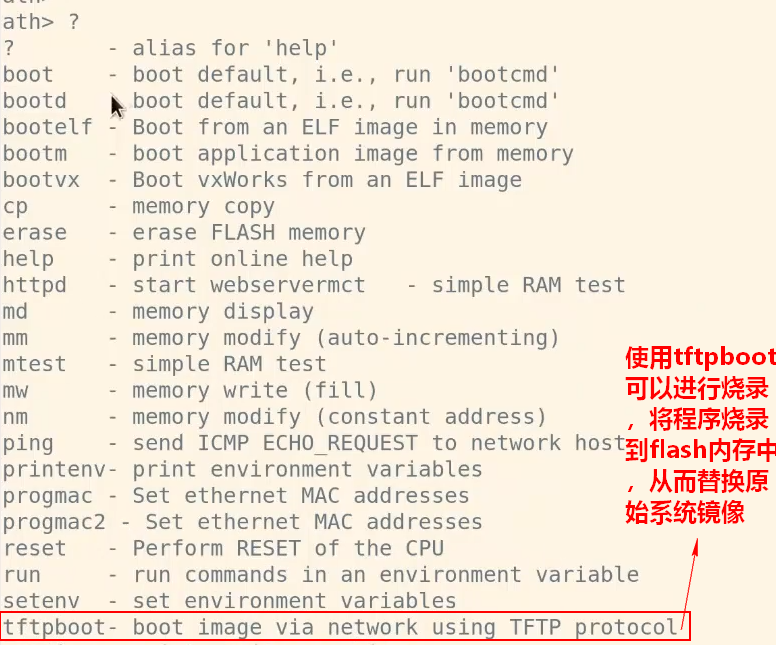 ath> ?
? - alias for 'help'
boot - boot default, i.e., run 'bootcmd'
bootd - boot default, i.e., run 'bootcmd'
bootelf - Boot from an ELF image in memory
bootm - boot application image from memory
bootvx - Boot vxWorks from an ELF image
cp - memory copy
erase - erase FLASH memory
help - print online help
httpd - start webservermct - simple RAM test
md - memory display
mm - memory modify (auto-incrementing)
mtest - simple RAM test
mw - memory write (fill)
nm - memory modify (constant address)
ping - send ICMP ECHO_REQUEST to network host
printenv- print environment variables
progmac - Set ethernet MAC addresses
progmac2 - Set ethernet MAC addresses
reset - Perform RESET of the CPU
run - run commands in an environment variable
setenv - set environment variables
tftpboot- boot image via network using TFTP protocol
使用tftpboot
可以进行烧录
，将程序烧录
到flash内存中
，从而替换原
始系统镜像